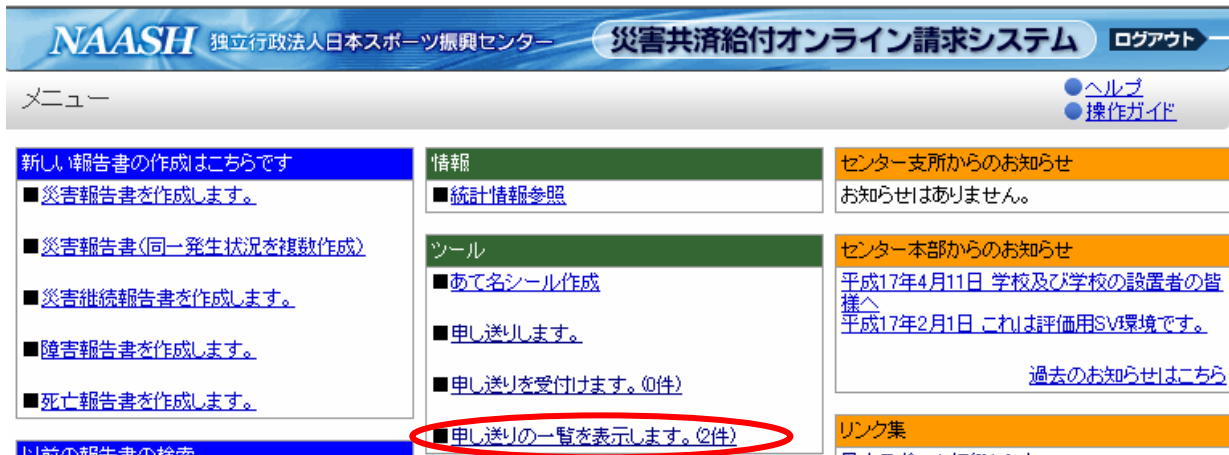 NAASH 独立行政法人日本スポーツ振興センター 災害共済給付オンライン請求システム ログアウト
メニュー
ヘルプ
操作ガイド
新しい報告書の作成はこちらです
■災害報告書を作成します。
■災害報告書(同一発生状況を複数作成)
■災害継続報告書を作成します。
■障害報告書を作成します。
■死亡報告書を作成します。
以前の報告書の検索
情報
■統計情報参照
ツール
■あて名シール作成
■申し送りします。
■申し送りを受付けます。(0件)
■申し送りの一覧を表示します。(2件)
センター支所からのお知らせ
お知らせはありません。
センター本部からのお知らせ
平成17年4月11日 学校及び学校の設置者の皆
様へ
平成17年2月1日 これは評価用SV環境です。
過去のお知らせはこちら
リンク集